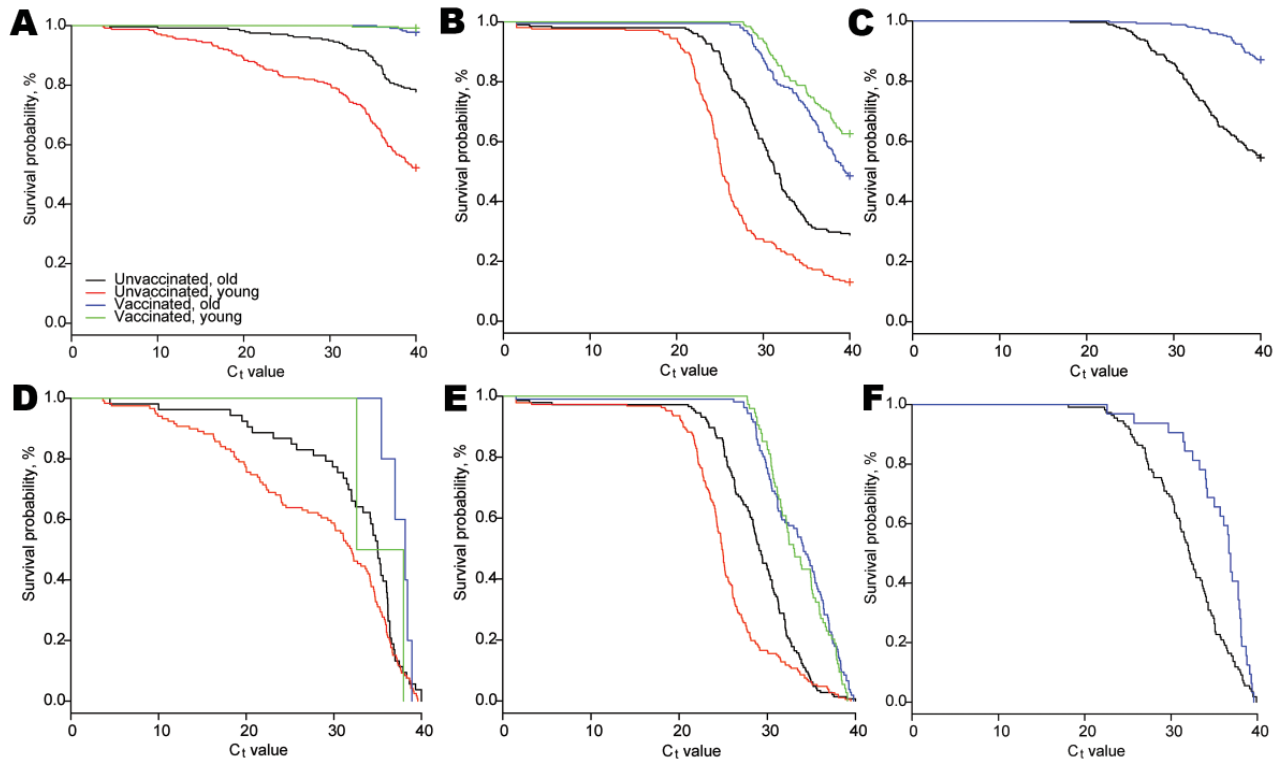 A
Survival probability, %
1.0
0.8
0.6
0.4
0.2
0.0
Unvaccinated, old
Unvaccinated, young
Vaccinated, old
Vaccinated, young
0 10 20 30 40
Ct value
B
Survival probability, %
1.0
0.8
0.6
0.4
0.2
0.0
0 10 20 30 40
Ct value
C
Survival probability, %
1.0
0.8
0.6
0.4
0.2
0.0
0 10 20 30 40
Ct value
D
Survival probability, %
1.0
0.8
0.6
0.4
0.2
0.0
0 10 20 30 40
Ct value
E
Survival probability, %
1.0
0.8
0.6
0.4
0.2
0.0
0 10 20 30 40
Ct value
F
Survival probability, %
1.0
0.8
0.6
0.4
0.2
0.0
0 10 20 30 40
Ct value